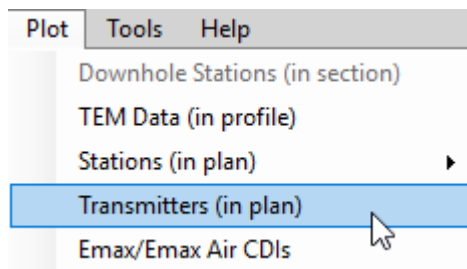 Plot Tools Help
Downhole Stations (in section)
TEM Data (in profile)
Stations (in plan)
Transmitters (in plan)
Emax/Emax Air CDIs